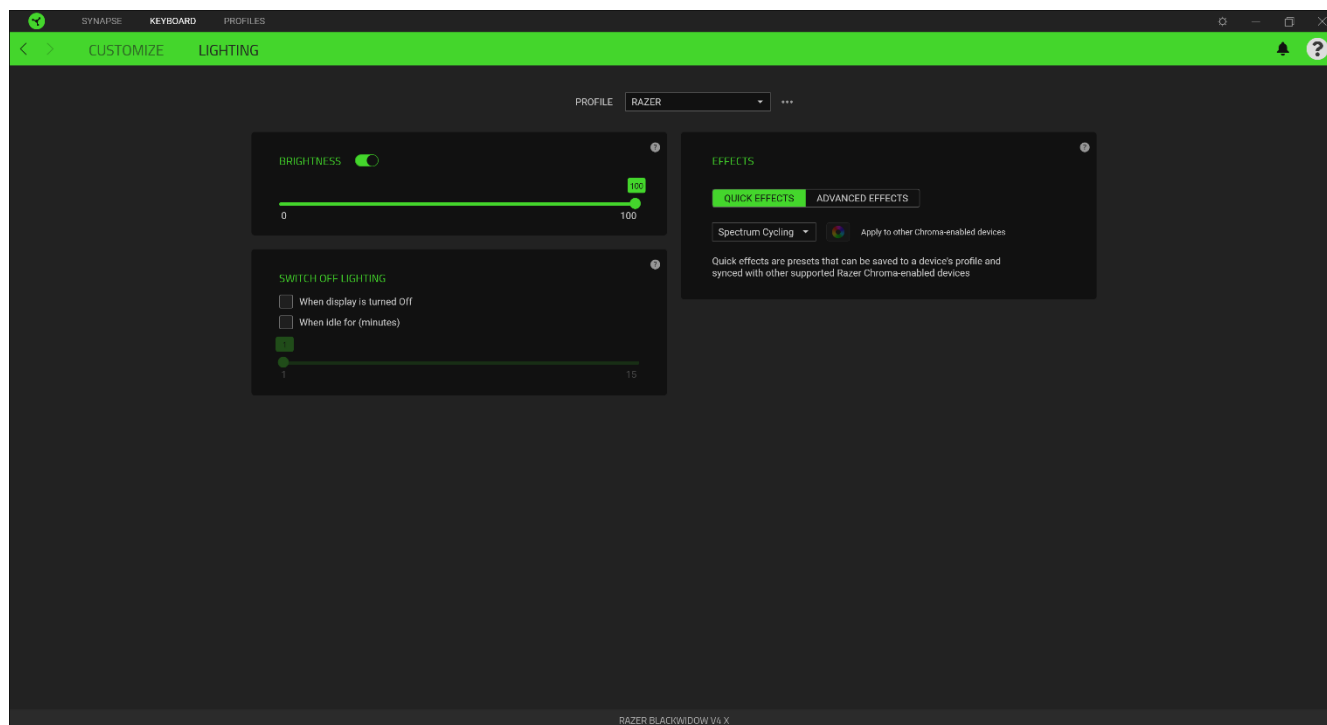 SYNAPSE KEYBOARD PROFILES
CUSTOMIZE LIGHTING
?
PROFILE RAZER
BRIGHTNESS
?
100
0 100
SWITCH OFF LIGHTING
?
When display is turned Off
When idle for (minutes)
1
1 15
EFFECTS
?
QUICK EFFECTS ADVANCED EFFECTS
Spectrum Cycling Apply to other Chroma-enabled devices
Quick effects are presets that can be saved to a device's profile and
synced with other supported Razer Chroma-enabled devices
RAZER BLACKWIDOW V4 X